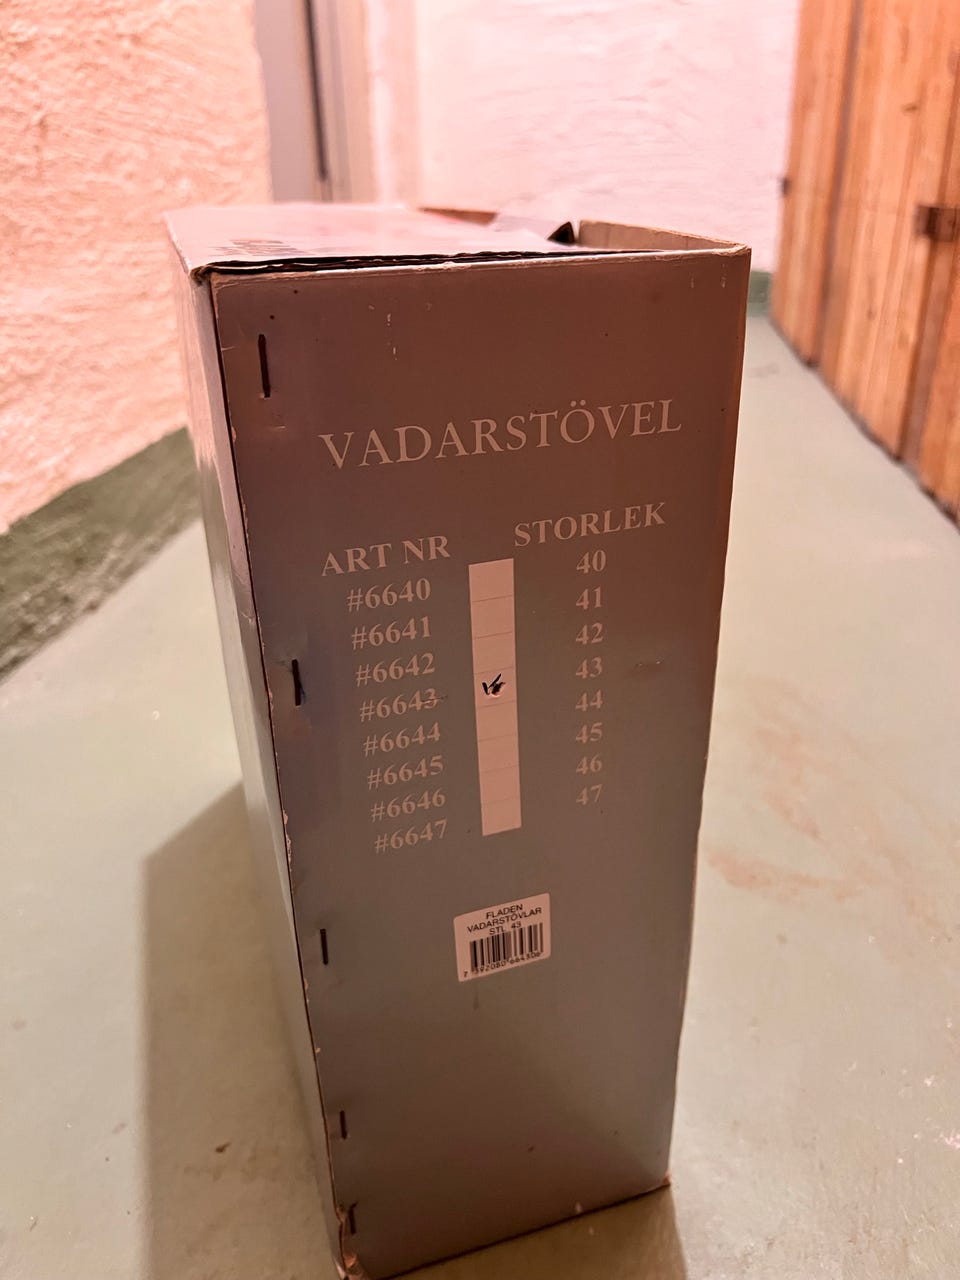 VADARSTÖVEL
ART NR STORLEK
#6640 40
#6641 41
#6642 42
#6643 43
#6644 44
#6645 45
#6646 46
#6647 47
FLADEN
VADARSTÖVLAR
STL 43